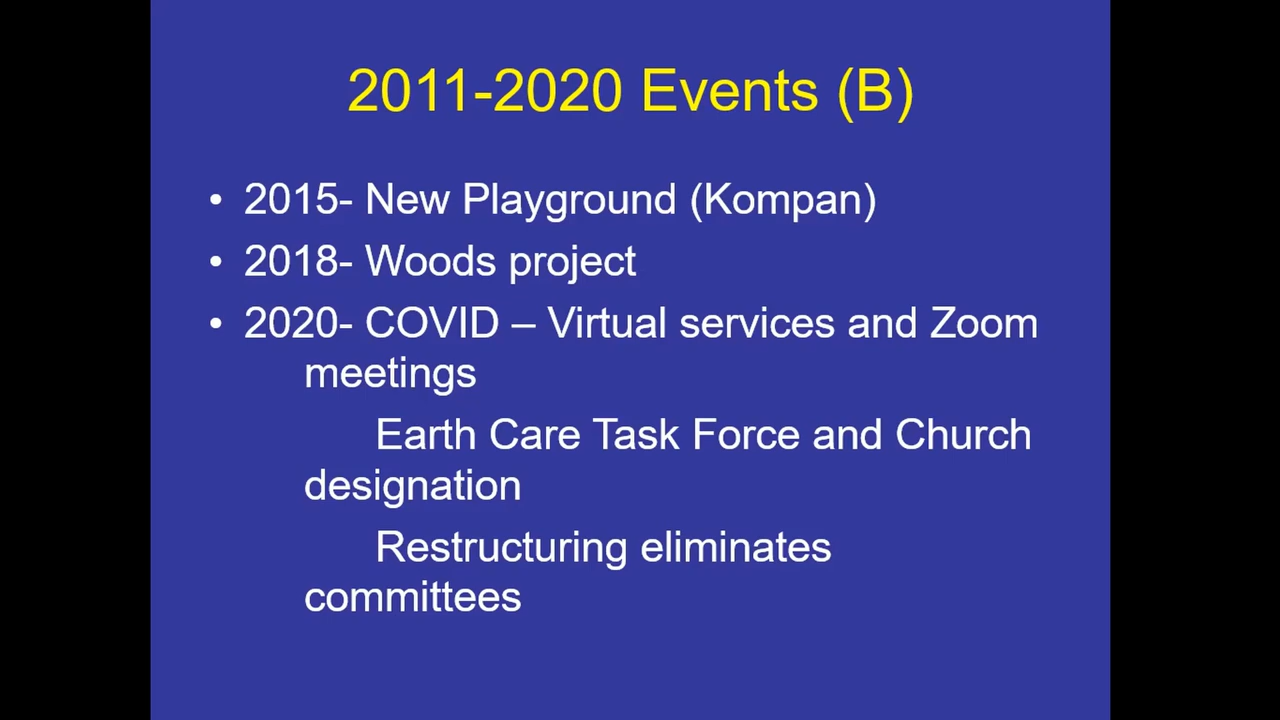 2011-2020 Events (B)
• 2015- New Playground (Kompan)
• 2018- Woods project
• 2020- COVID – Virtual services and Zoom
meetings
Earth Care Task Force and Church
designation
Restructuring eliminates
committees